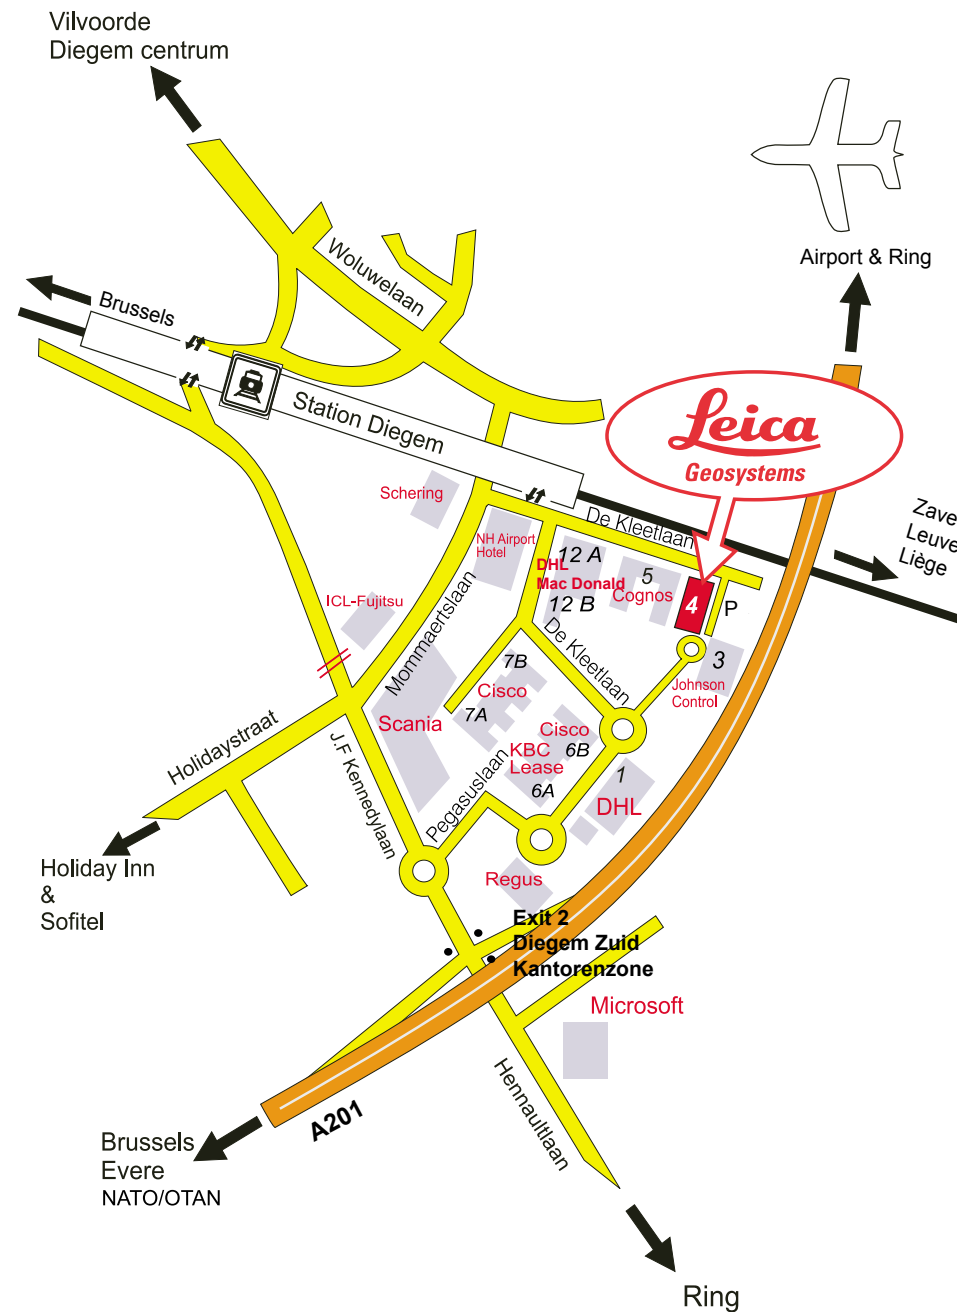 Vilvoorde
Diegem centrum
Airport & Ring
Woluwelaan
Brussels
Station Diegem
Leica
Geosystems
Zave
Leuve
Liège
Schering
De Kleetlaan
NH Airport
Hotel
12 A
DHL
Mac Donald
12 B
5
Cognos
4
P
ICL-Fujitsu
Mommaertslaan
De Kleetlaan
3
Johnson
Control
7B
Cisco
7A
Scania
Cisco
6B
KBC
Lease
6A
1
DHL
Holidaystraat
J.F Kennedylaan
Pegasuslaan
Holiday Inn
&
Sofitel
Regus
Exit 2
Diegem Zuid
Kantorenzone
Microsoft
Hennaultlaan
A201
Brussels
Evere
NATO/OTAN
Ring